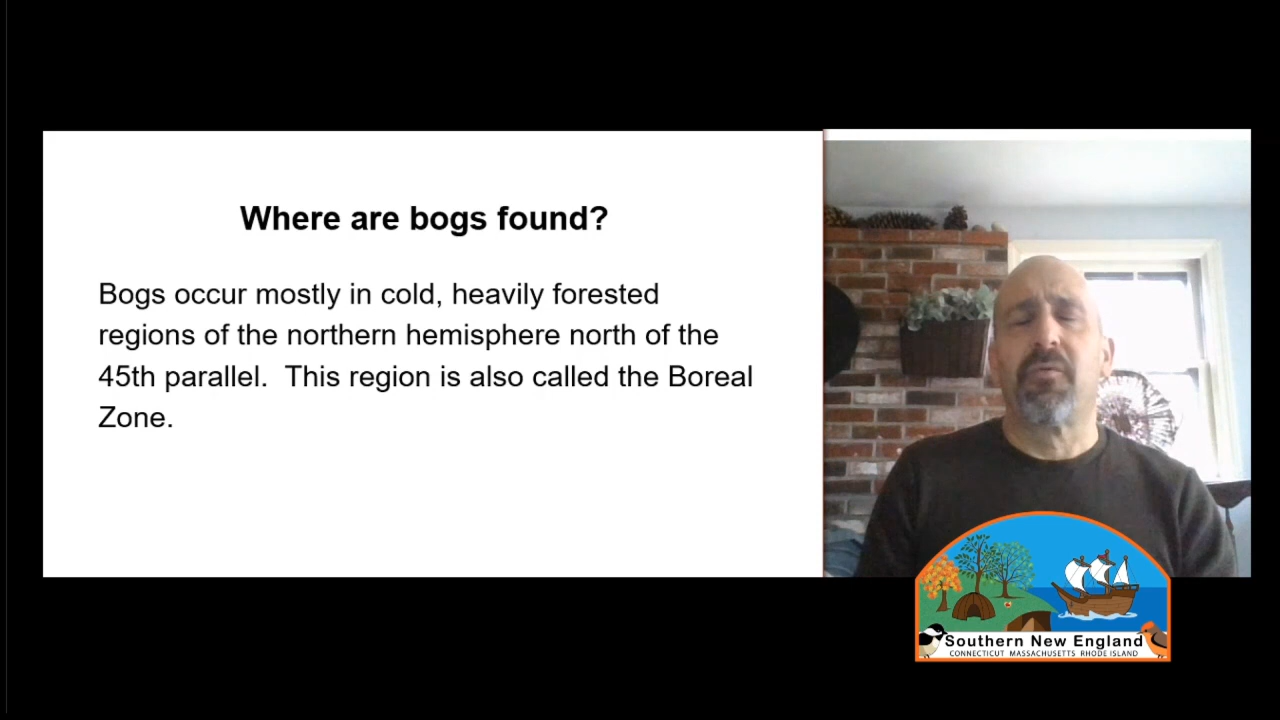 Where are bogs found?
Bogs occur mostly in cold, heavily forested
regions of the northern hemisphere north of the
45th parallel.  This region is also called the Boreal
Zone.
Southern New England
CONNECTICUT MASSACHUSETTS RHODE ISLAND